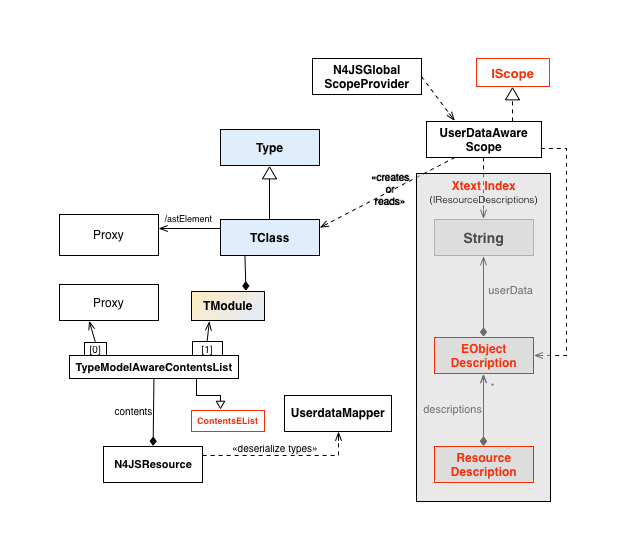 N4JSGlobal
ScopeProvider
IScope
UserDataAware
Scope
Type
«creates
or
reads»
Xtext Index
(IResourceDescriptions)
/astElement
Proxy
TClass
String
userData
Proxy
TModule
[0]
[1]
EObject
Description
TypeModelAwareContentsList
*
contents
ContentsEList
UserdataMapper
descriptions
«deserialize types»
N4JSResource
Resource
Description